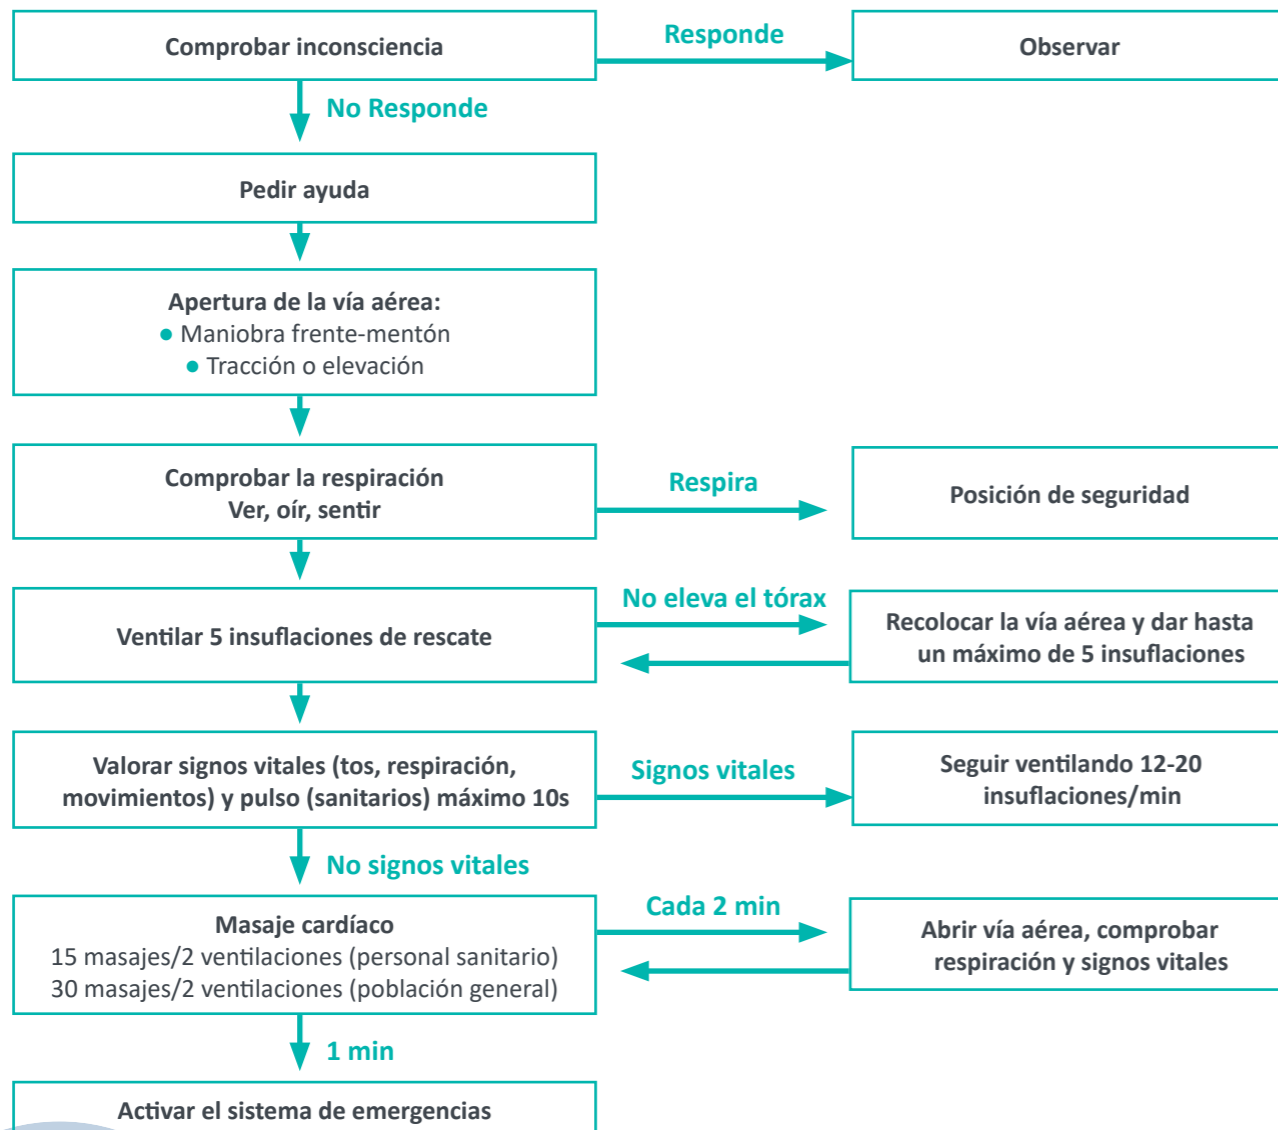 Comprobar inconsciencia
Responde
Observar
No Responde
Pedir ayuda
Apertura de la vía aérea:
● Maniobra frente-mentón
● Tracción o elevación
Comprobar la respiración
Ver, oír, sentir
Respira
Posición de seguridad
Ventilar 5 insuflaciones de rescate
No eleva el tórax
Recolocar la vía aérea y dar hasta
un máximo de 5 insuflaciones
Valorar signos vitales (tos, respiración,
movimientos) y pulso (sanitarios) máximo 10s
Signos vitales
Seguir ventilando 12-20
insuflaciones/min
No signos vitales
Masaje cardíaco
15 masajes/2 ventilaciones (personal sanitario)
30 masajes/2 ventilaciones (población general)
Cada 2 min
Abrir vía aérea, comprobar
respiración y signos vitales
1 min
Activar el sistema de emergencias